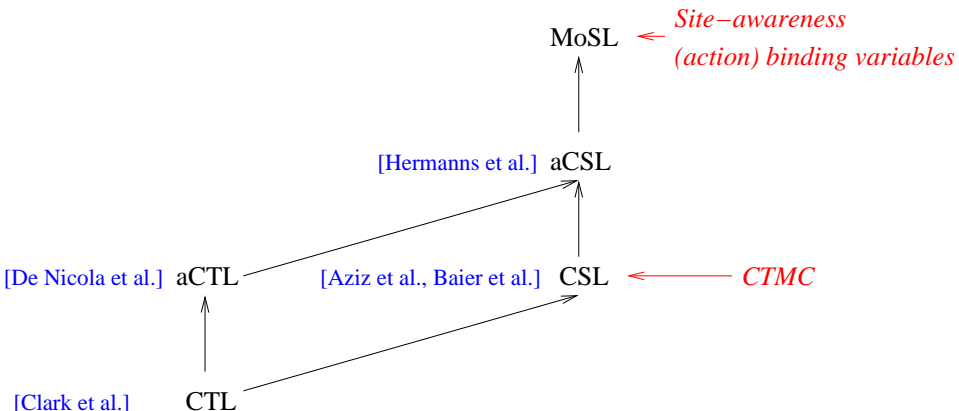 Site−awareness
MoSL
(action) binding variables
[Hermanns et al.] aCSL
[De Nicola et al.] aCTL [Aziz et al., Baier et al.] CSL CTMC
[Clark et al.] CTL